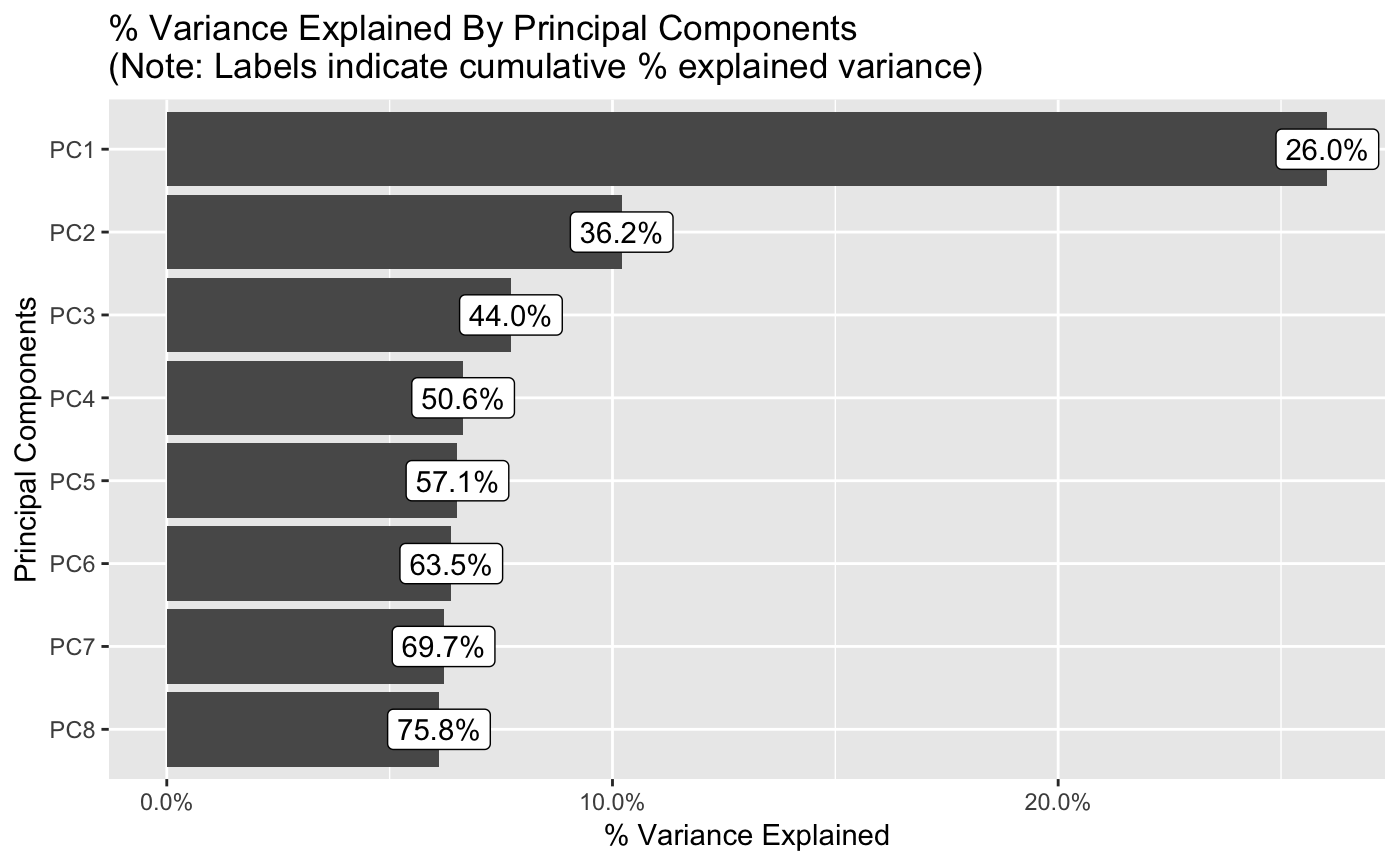 % Variance Explained By Principal Components
(Note: Labels indicate cumulative % explained variance)
Principal Components
PC1
26.0%
PC2
36.2%
PC3
44.0%
PC4
50.6%
PC5
57.1%
PC6
63.5%
PC7
69.7%
PC8
75.8%
0.0%
10.0%
20.0%
% Variance Explained